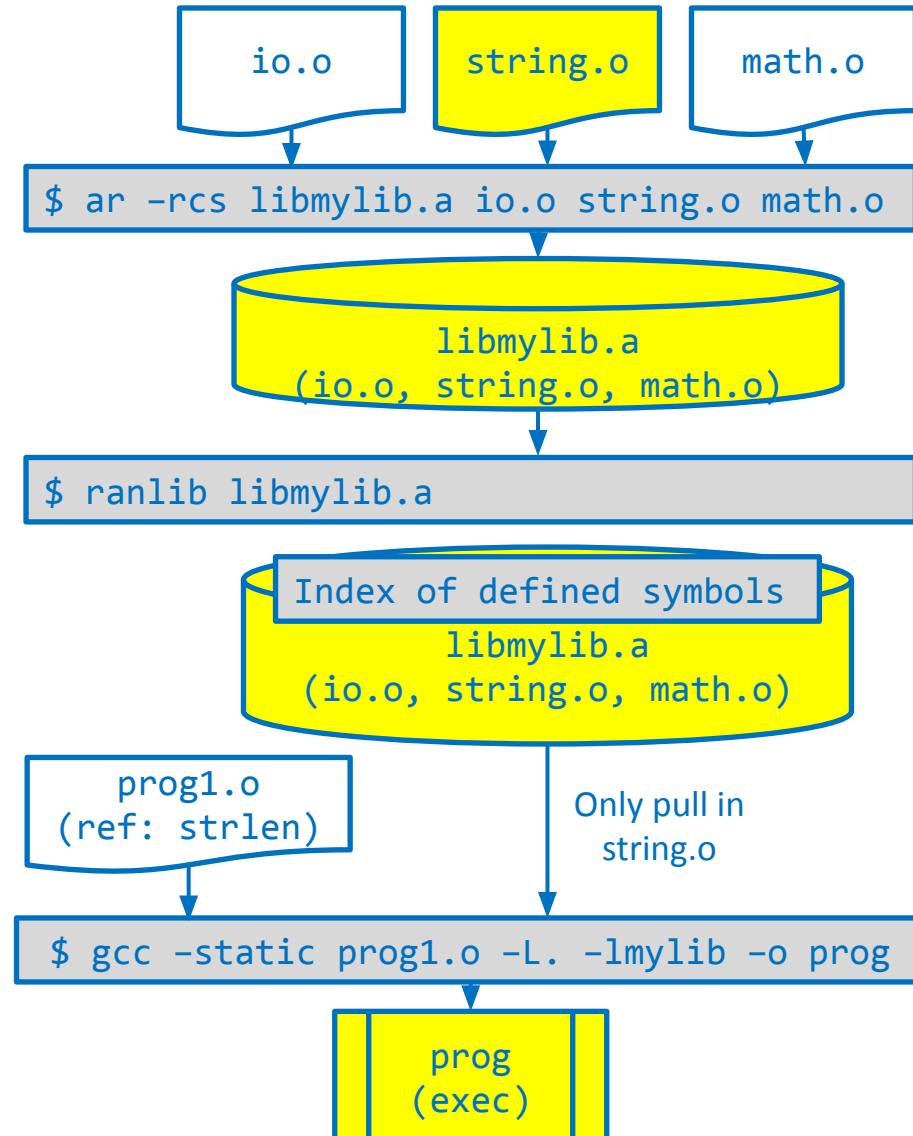 io.o
string.o
math.o
$ ar –rcs libmylib.a io.o string.o math.o
libmylib.a
(io.o, string.o, math.o)
$ ranlib libmylib.a
Index of defined symbols
libmylib.a
(io.o, string.o, math.o)
prog1.o
(ref: strlen)
Only pull in
string.o
$ gcc –static prog1.o –L. –lmylib –o prog
prog
(exec)